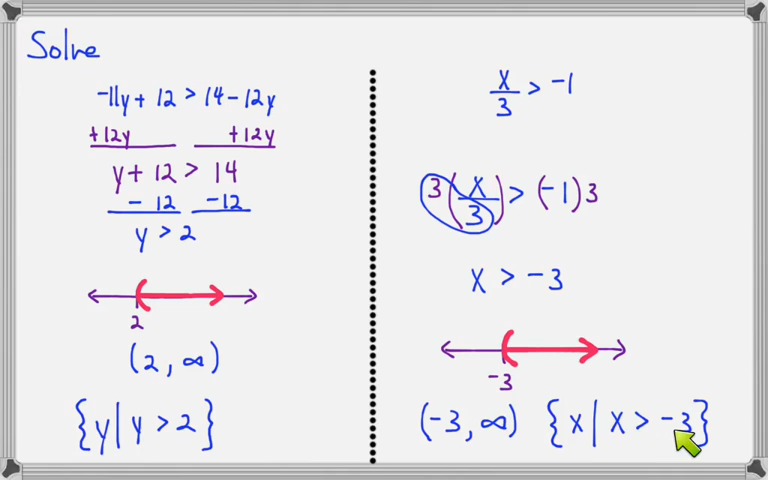 Solve
-11y + 12 > 14 - 12y
+12y +12y
y + 12 > 14
- 12 -12
y > 2
2
(2, ∞)
{y | y > 2}
x/3 > -1
3(x/3) > (-1)3
x > -3
-3
(-3, ∞) {x | x > -3}